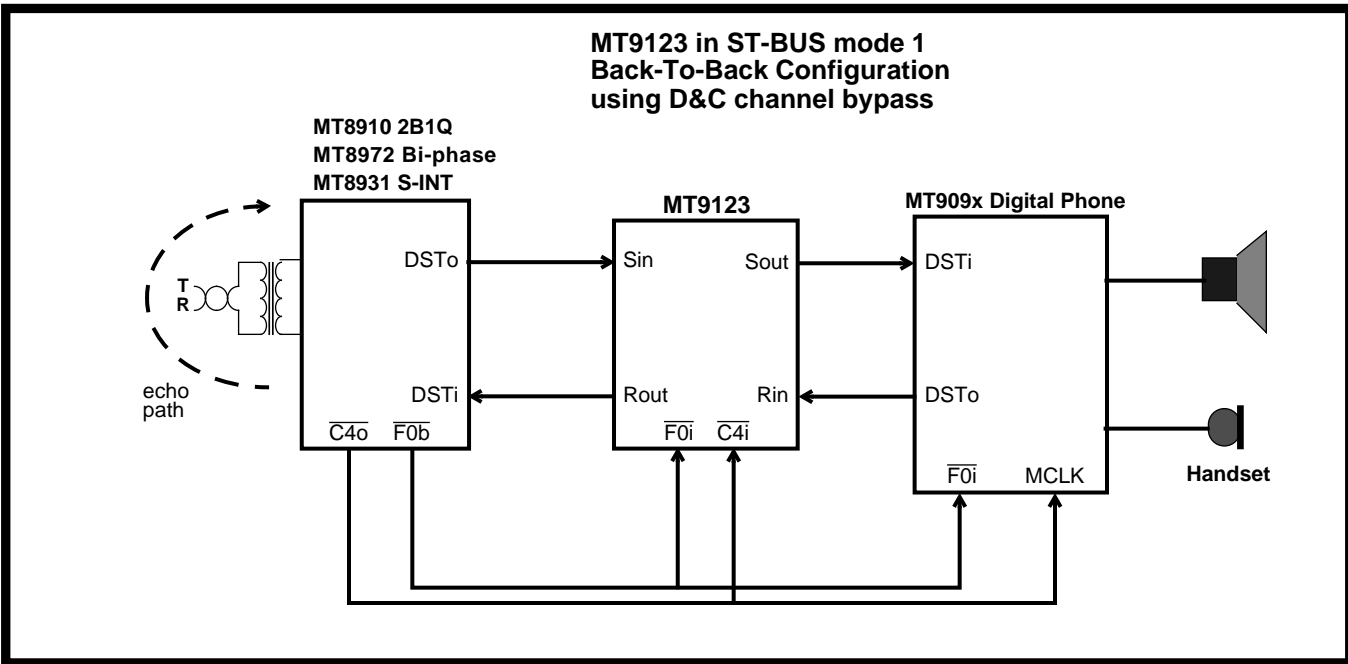 MT9123 in ST-BUS mode 1
Back-To-Back Configuration
using D&C channel bypass
MT8910 2B1Q
MT8972 Bi-phase
MT8931 S-INT
MT9123
MT909x Digital Phone
DSTo
Sin
Sout
DSTi
T
R
echo
path
DSTi
Rout
Rin
DSTo
C4o
F0b
F0i
C4i
F0i
MCLK
Handset